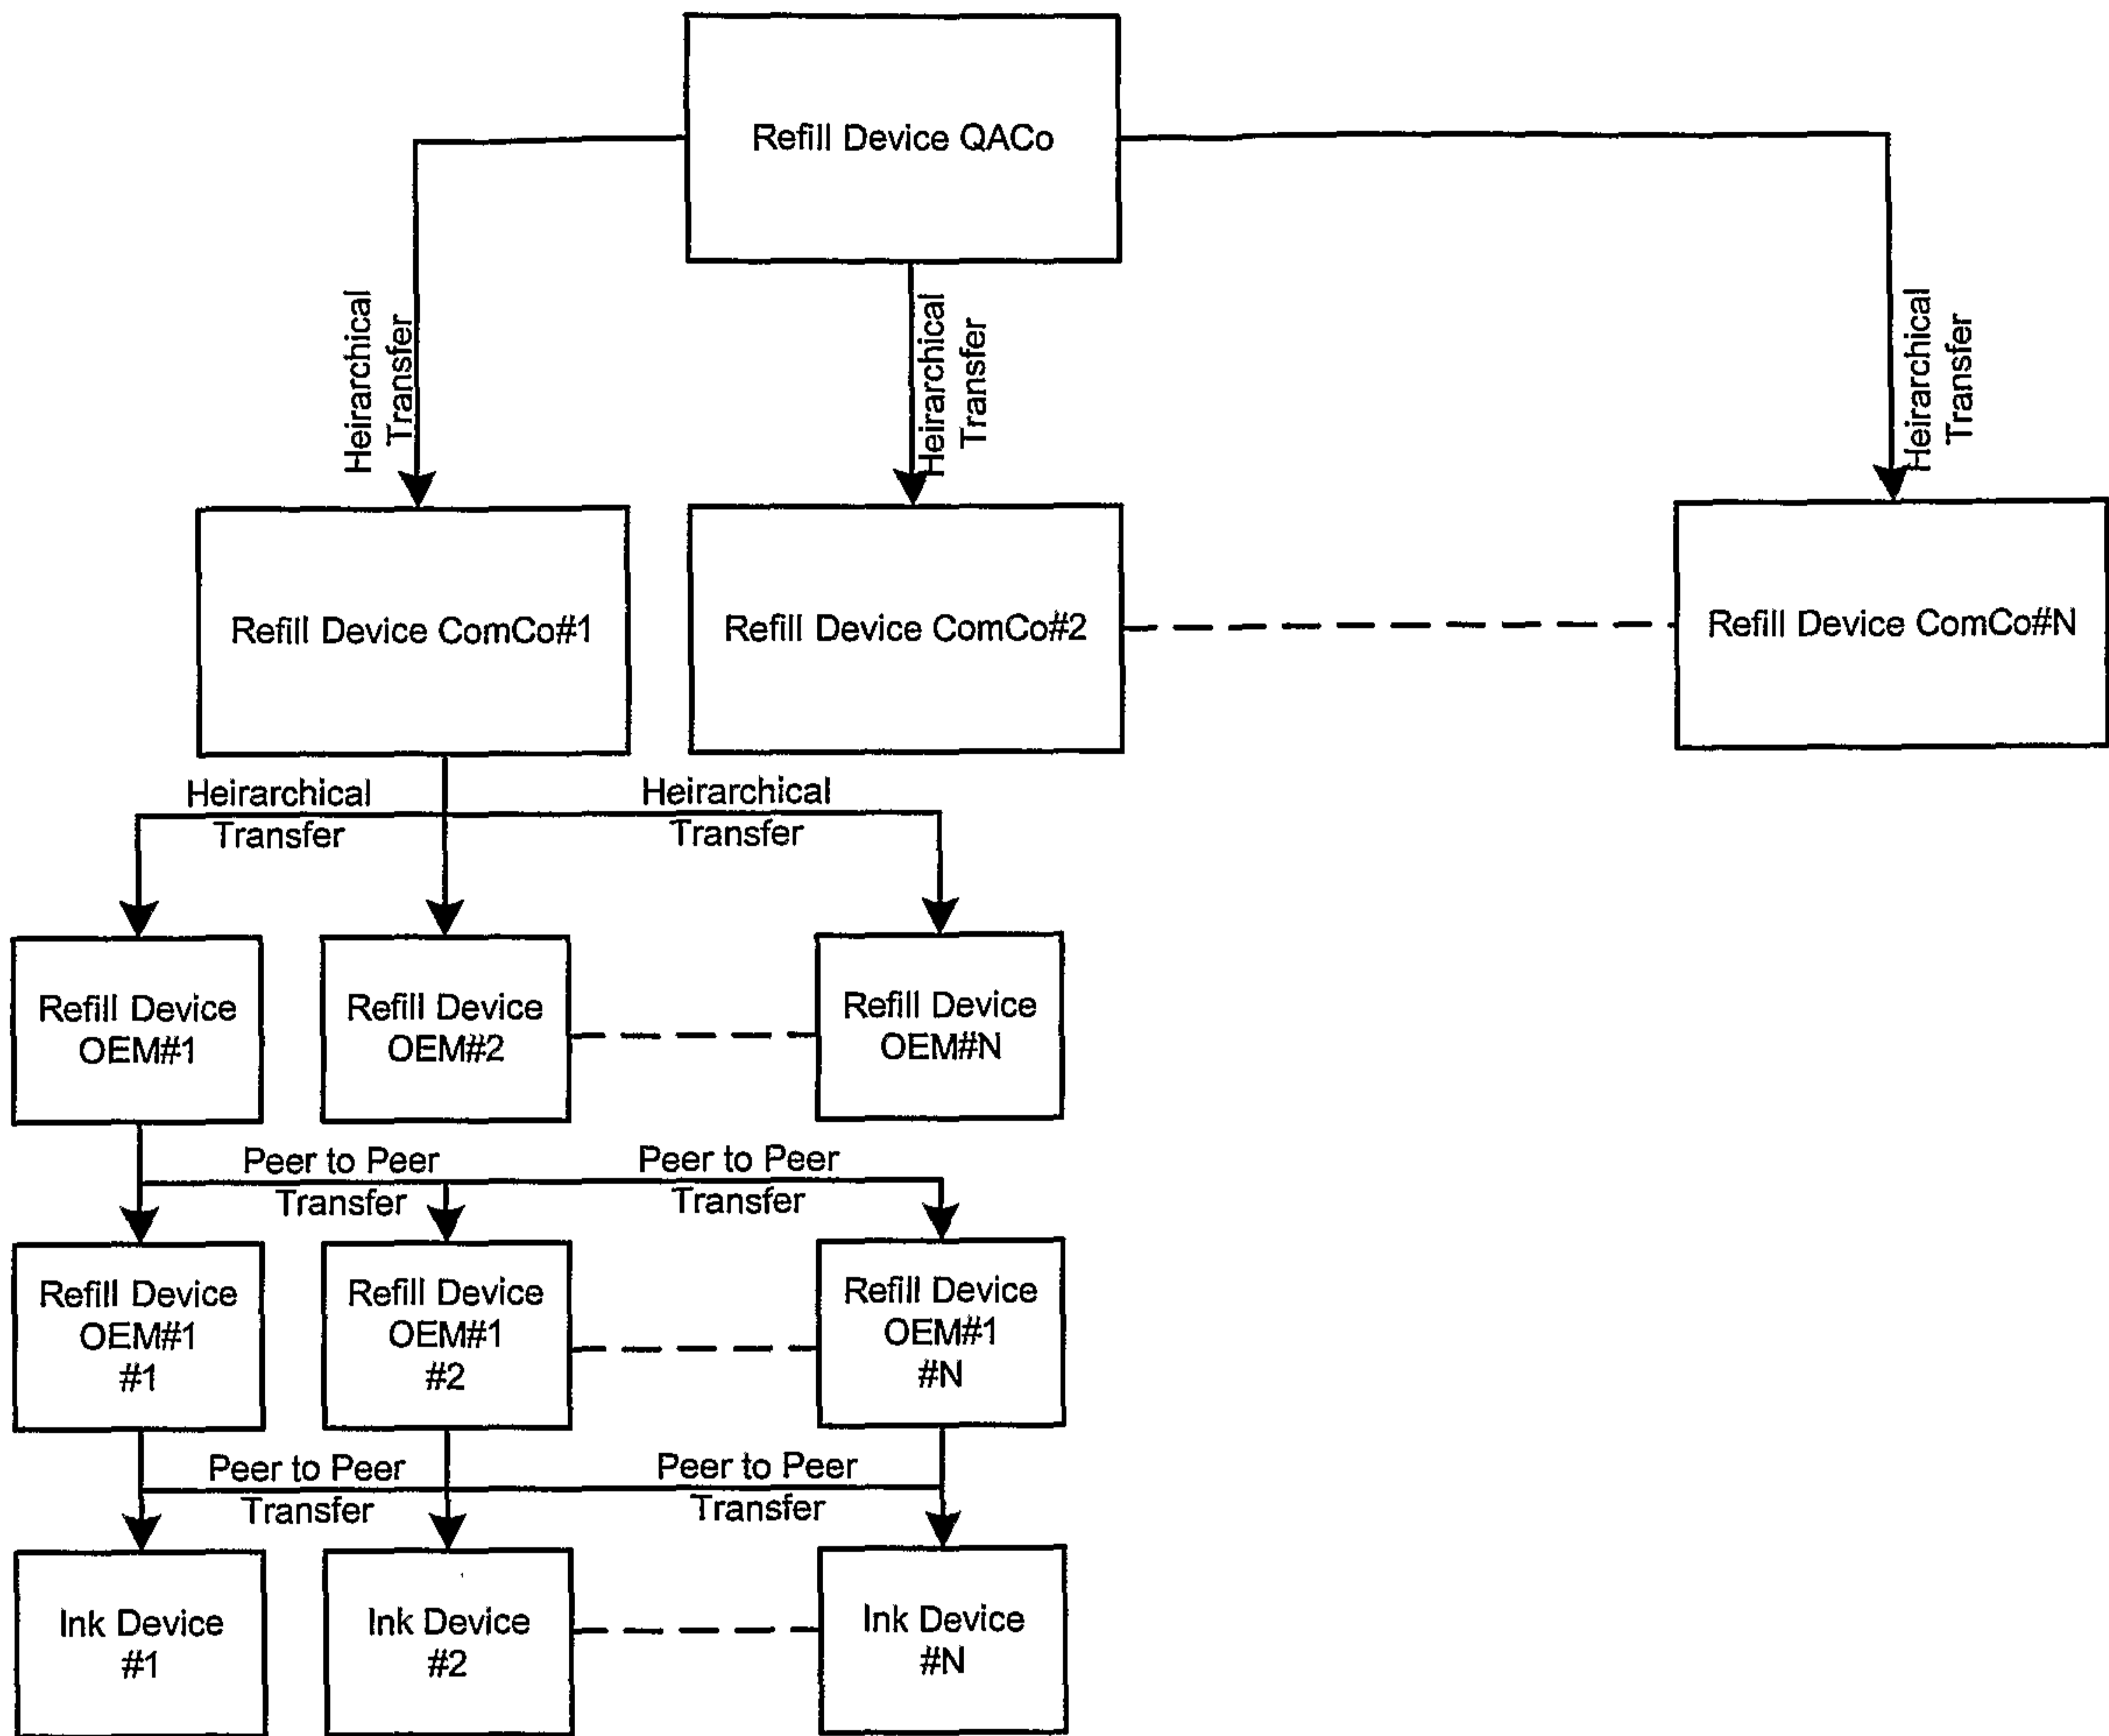 Refill Device QACo
Heirarchical
Transfer
Heirarchical
Transfer
Heirarchical
Transfer
Refill Device ComCo#1
Refill Device ComCo#2
Refill Device ComCo#N
Heirarchical
Transfer
Heirarchical
Transfer
Refill Device
OEM#1
Refill Device
OEM#2
Refill Device
OEM#N
Peer to Peer
Transfer
Peer to Peer
Transfer
Refill Device
OEM#1
#1
Refill Device
OEM#1
#2
Refill Device
OEM#1
#N
Peer to Peer
Transfer
Peer to Peer
Transfer
Ink Device
#1
Ink Device
#2
Ink Device
#N